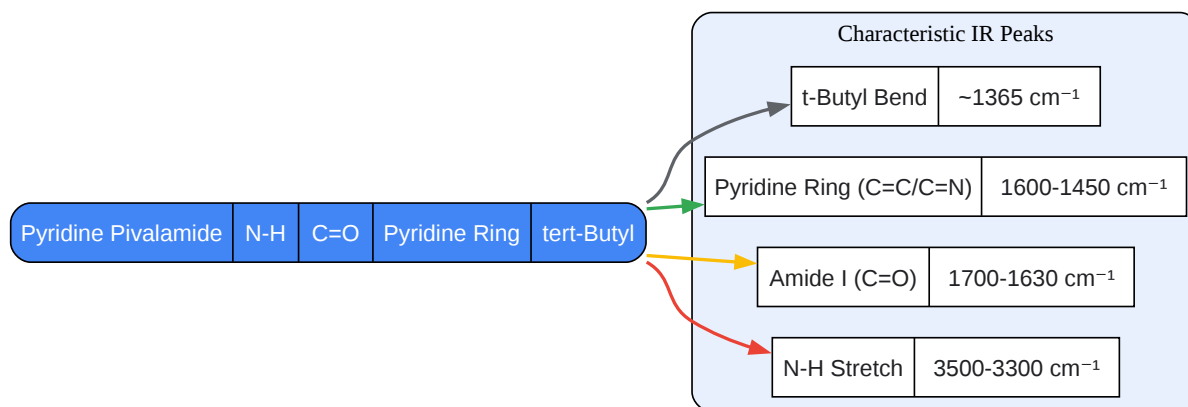 Characteristic IR Peaks
t-Butyl Bend ~1365 cm⁻¹
Pyridine Ring (C=C/C=N) 1600-1450 cm⁻¹
Pyridine Pivalamide N-H C=O Pyridine Ring tert-Butyl
Amide I (C=O) 1700-1630 cm⁻¹
N-H Stretch 3500-3300 cm⁻¹